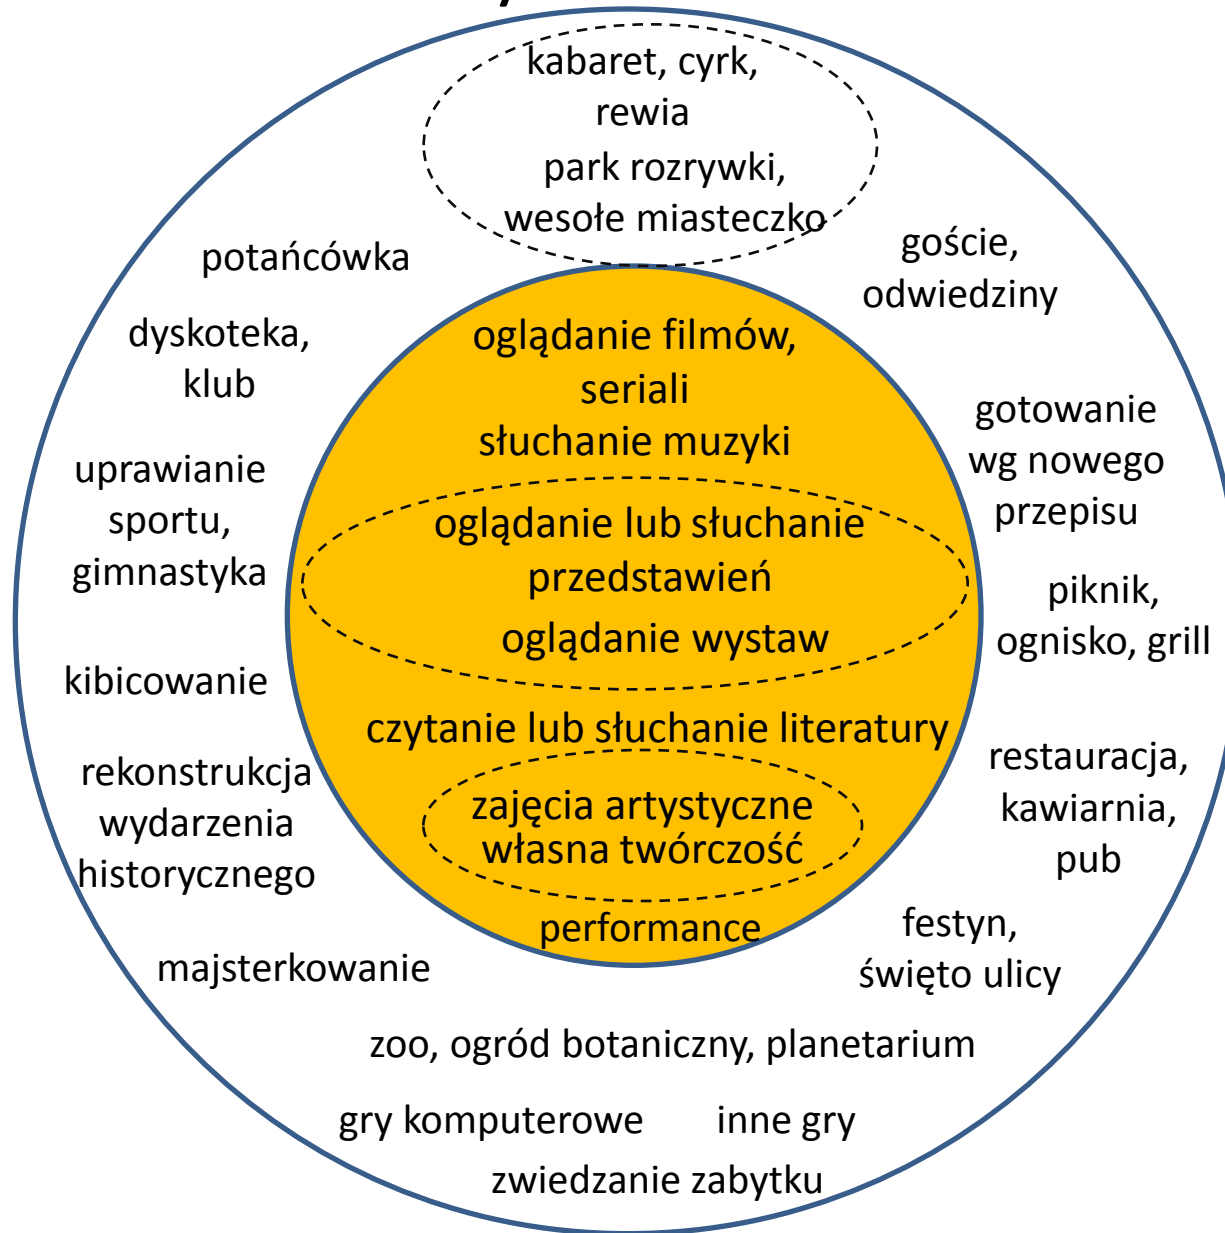 kabaret, cyrk,
rewia
park rozrywki,
wesołe miasteczko
potańcówka
goście,
odwiedziny
dyskoteka,
klub
oglądanie filmów,
seriali
słuchanie muzyki
gotowanie
wg nowego
przepisu
uprawianie
sportu,
gimnastyka
oglądanie lub słuchanie
przedstawień
oglądanie wystaw
piknik,
ognisko, grill
kibicowanie
czytanie lub słuchanie literatury
rekonstrukcja
wydarzenia
historycznego
zajęcia artystyczne
własna twórczość
restauracja,
kawiarnia,
pub
performance
festyn,
święto ulicy
majsterkowanie
zoo, ogród botaniczny, planetarium
gry komputerowe
inne gry
zwiedzanie zabytku